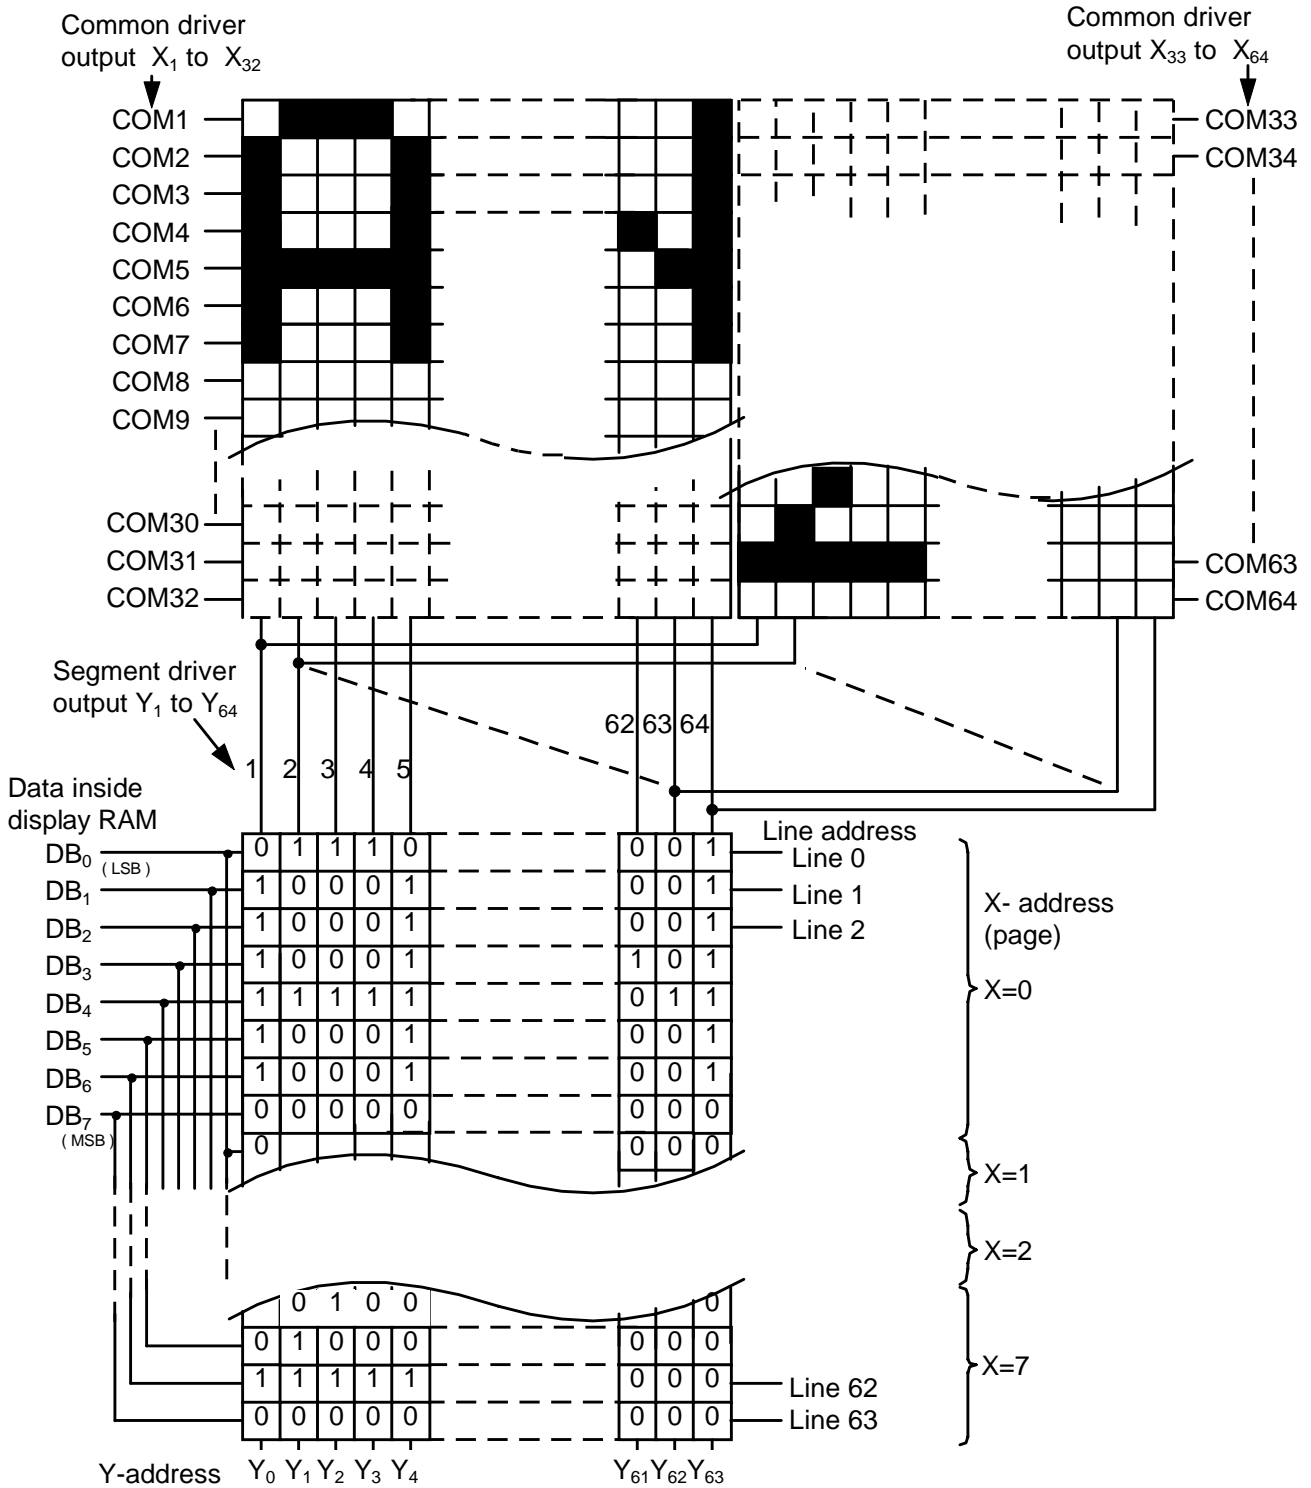 Common driver
output X₁ to X₃₂
Common driver
output X₃₃ to X₆₄
COM1
COM2
COM3
COM4
COM5
COM6
COM7
COM8
COM9
COM30
COM31
COM32
COM33
COM34
COM63
COM64
Segment driver
output Y₁ to Y₆₄
1 2 3 4 5
62 63 64
Data inside
display RAM
Line address
DB₀ 0 1 1 1 0 0 0 1 Line 0
(LSB)
DB₁ 1 0 0 0 1 0 0 1 Line 1
DB₂ 1 0 0 0 1 0 0 1 Line 2
DB₃ 1 0 0 0 1 1 0 1
DB₄ 1 1 1 1 1 0 1 1
DB₅ 1 0 0 0 1 0 0 1
DB₆ 1 0 0 0 1 0 0 1
DB₇ 0 0 0 0 0 0 0 0
(MSB)
0 0 0 0
X- address
(page)
X=0
X=1
X=2
X=7
0 1 0 0 0
0 1 0 0 0 0 0 0
1 1 1 1 1 0 0 0 Line 62
0 0 0 0 0 0 0 0 Line 63
Y-address Y₀ Y₁ Y₂ Y₃ Y₄ Y₆₁ Y₆₂ Y₆₃